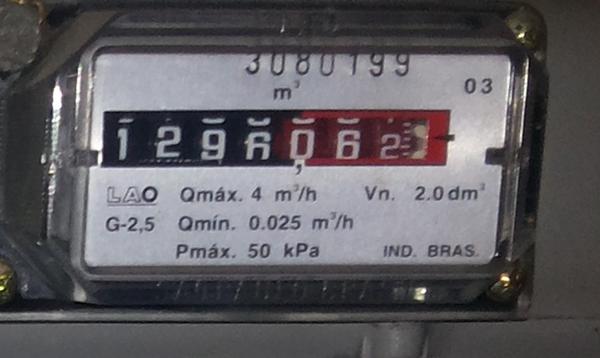 3080199
m³
03
1296062
,
LAO Qmáx. 4 m³/h Vn. 2.0 dm³
G-2,5 Qmín. 0.025 m³/h
Pmáx. 50 kPa IND. BRAS.